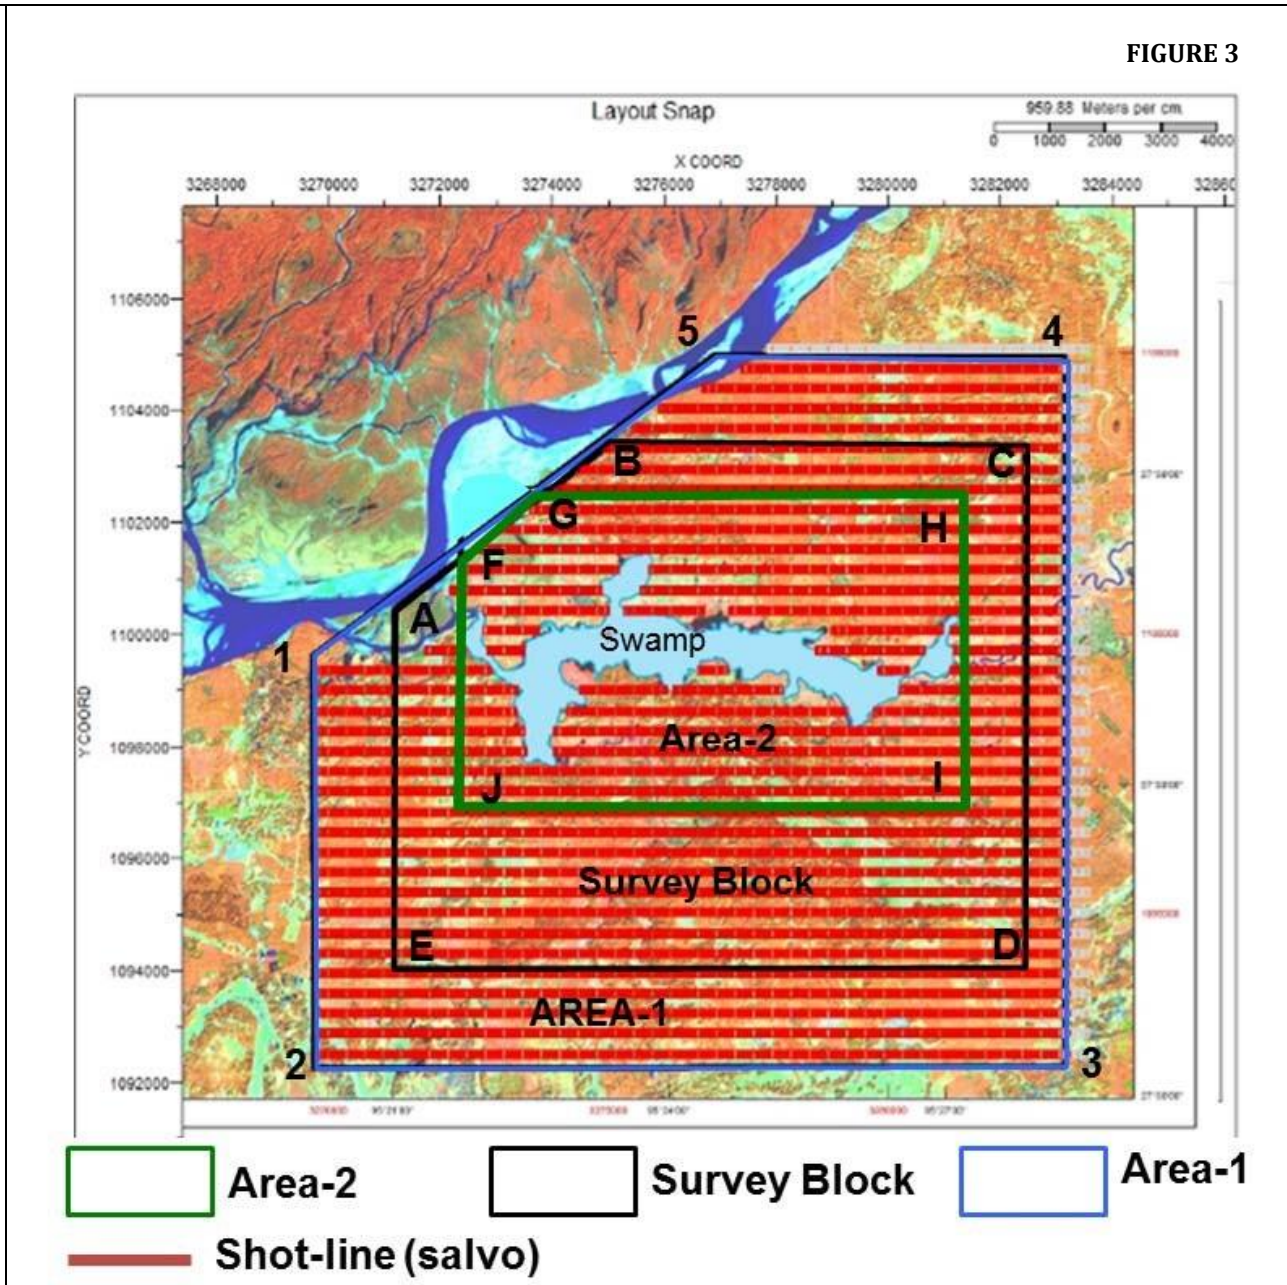 FIGURE 3
Layout Snap
959.88 Meters per cm
0 1000 2000 3000 4000
X COORD
3268000 3270000 3272000 3274000 3276000 3278000 3280000 3282000 3284000
1106000
5 4
1104000
B C
1102000
G H
F
A
1100000
1
Swamp
Y COORD
Area-2
1098000
J I
1096000
Survey Block
E D
1094000
AREA-1
2 3
1092000
Area-2 Survey Block Area-1
Shot-line (salvo)